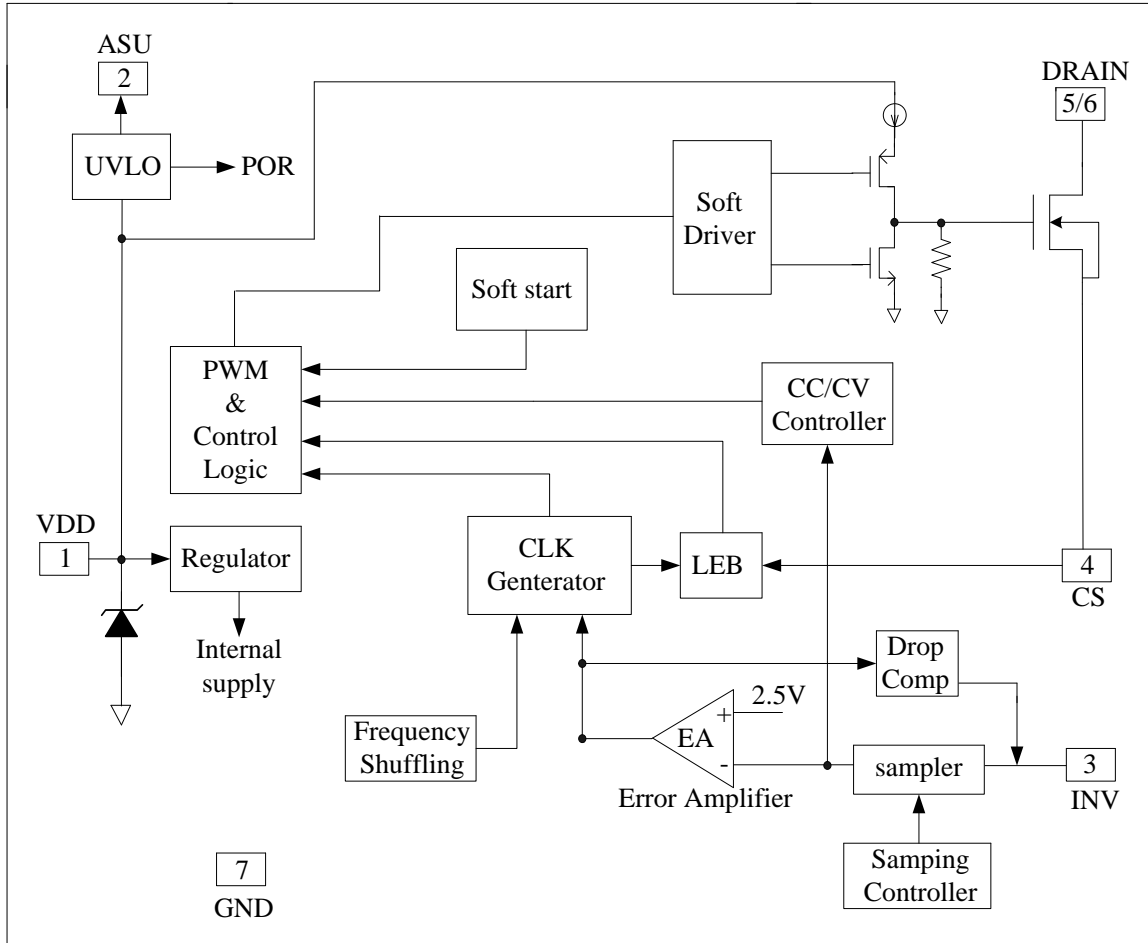 ASU
2
DRAIN
5/6
UVLO
POR
Soft
Driver
Soft start
PWM
&
Control
Logic
CC/CV
Controller
VDD
1
Regulator
CLK
Genterator
LEB
4
CS
Internal
supply
Drop
Comp
2.5V
Frequency
Shuffling
+
EA
-
sampler
3
Error Amplifier
INV
7
GND
Samping
Controller